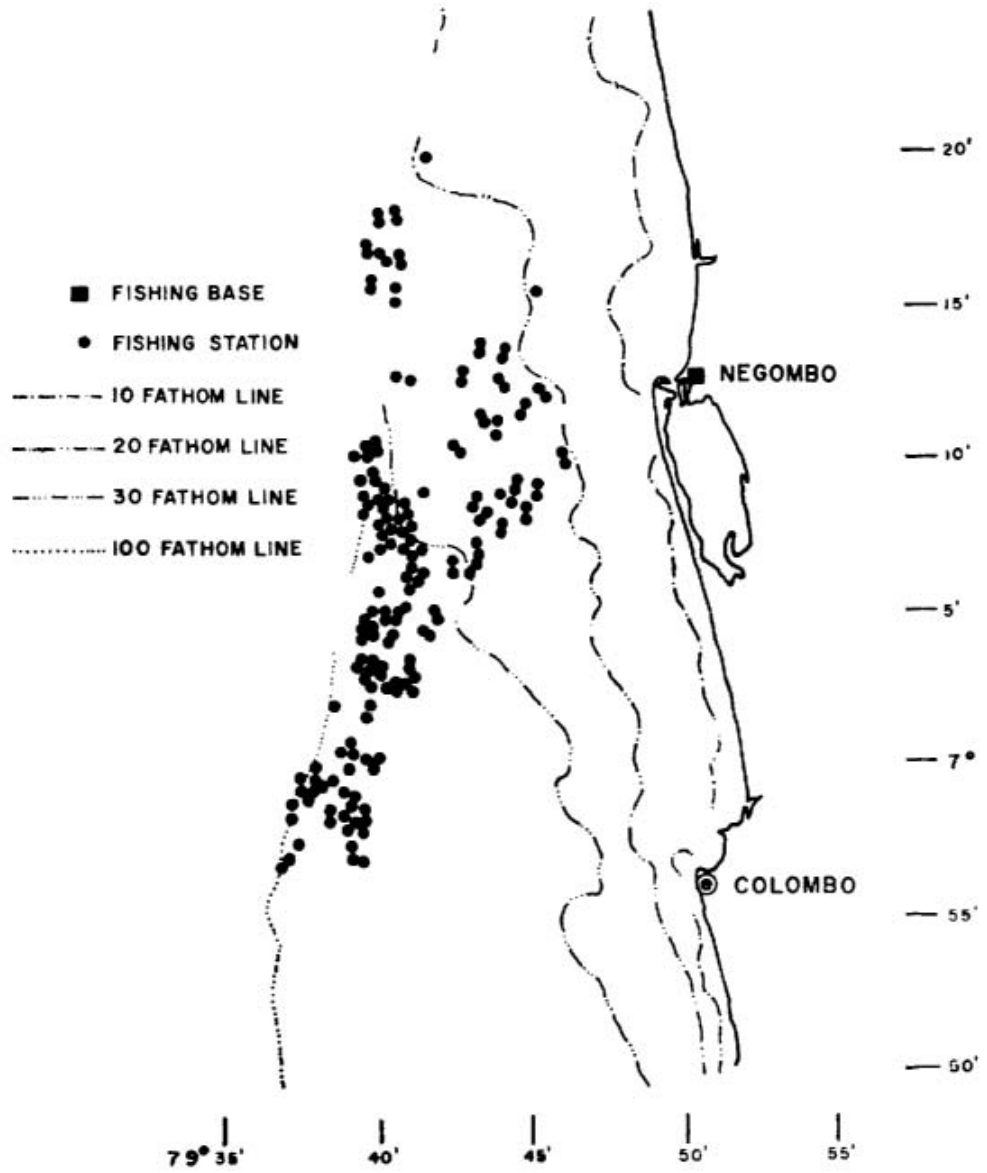 20'
■ FISHING BASE
15'
● FISHING STATION
NEGOMBO
10 FATHOM LINE
20 FATHOM LINE
10'
30 FATHOM LINE
100 FATHOM LINE
5'
7°
COLOMBO
55'
50'
79° 35' 40' 45' 50' 55'